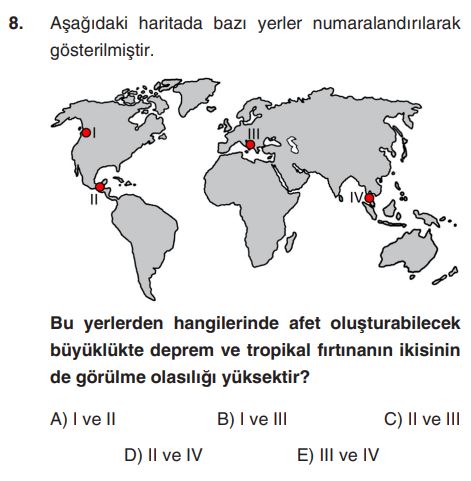 8. Aşağıdaki haritada bazı yerler numaralandırılarak
gösterilmiştir.
I
III
II
IV
Bu yerlerden hangilerinde afet oluşturabilecek
büyüklükte deprem ve tropikal fırtınanın ikisinin
de görülme olasılığı yüksektir?
A) I ve II B) I ve III C) II ve III
D) II ve IV E) III ve IV